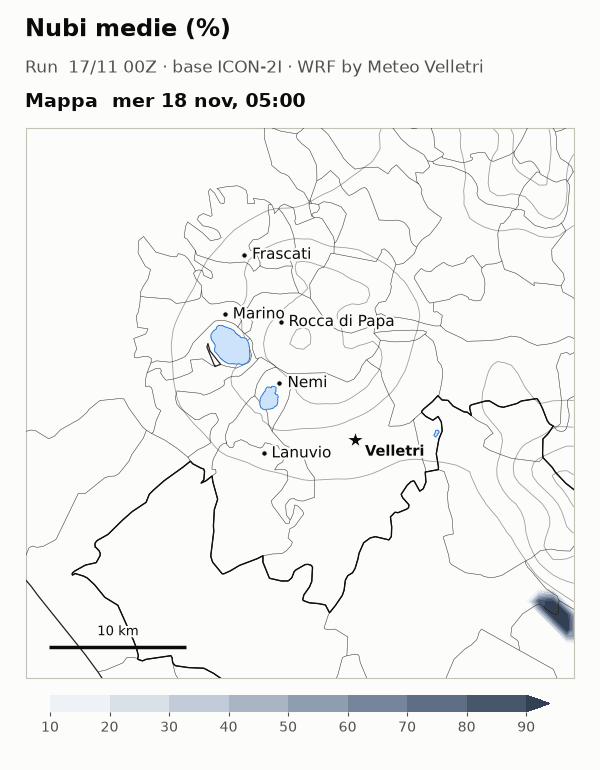 Nubi medie (%)
Run 17/11 00Z · base ICON-2I · WRF by Meteo Velletri
Mappa mer 18 nov, 05:00
Frascati
Marino
Rocca di Papa
Nemi
Velletri
Lanuvio
10 km
10 20 30 40 50 60 70 80 90